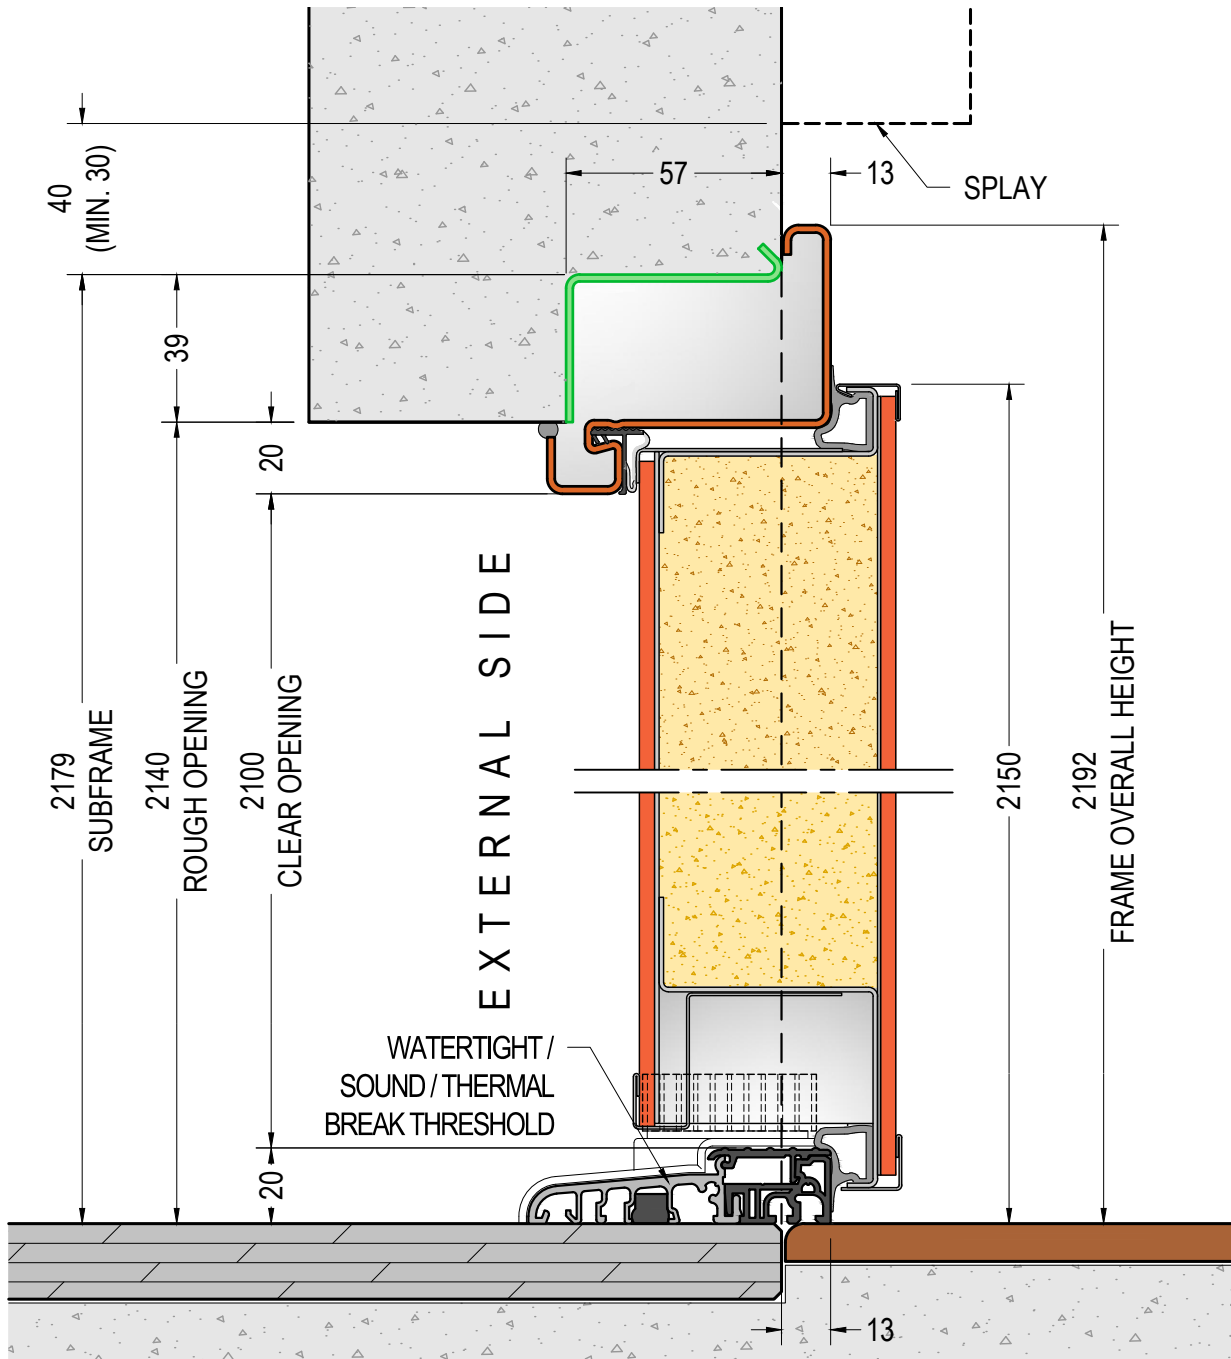 40
(MIN. 30)
57
13
SPLAY
39
20
2179
SUBFRAME
2140
ROUGH OPENING
2100
CLEAR OPENING
EXTERNAL SIDE
2150
2192
FRAME OVERALL HEIGHT
WATERTIGHT /
SOUND / THERMAL
BREAK THRESHOLD
20
13